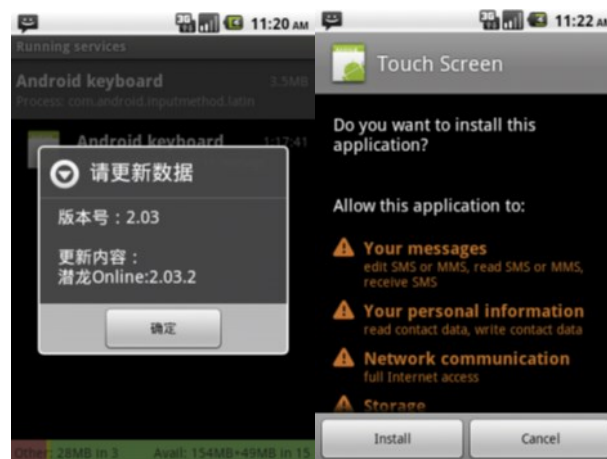 3G
11:20 AM
Running services
Android keyboard
3.5MB
Process: com.android.inputmethod.latin
Android keyboard
1:17:41
请更新数据
版本号：2.03
更新内容：
潜龙Online:2.03.2
确定
Other: 28MB in 3
Avail: 154MB+49MB in 15
3G
11:22 AM
Touch Screen
Do you want to install this
application?
Allow this application to:
Your messages
edit SMS or MMS, read SMS or MMS,
receive SMS
Your personal information
read contact data, write contact data
Network communication
full Internet access
Storage
Install
Cancel